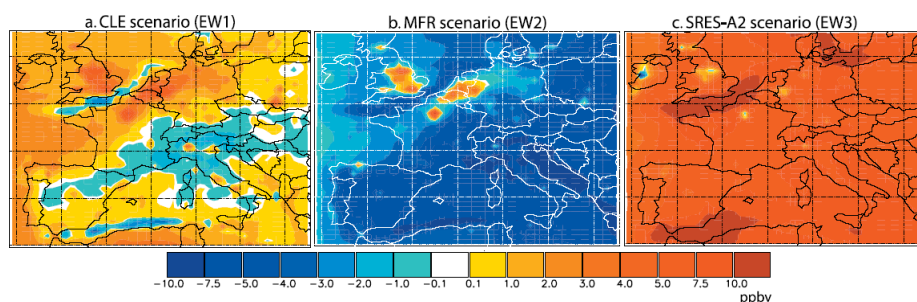 a. CLE scenario (EW1)
b. MFR scenario (EW2)
c. SRES-A2 scenario (EW3)
-10.0 -7.5 -5.0 -4.0 -3.0 -2.0 -1.0 -0.1 0.1 1.0 2.0 3.0 4.0 5.0 7.5 10.0
ppbv